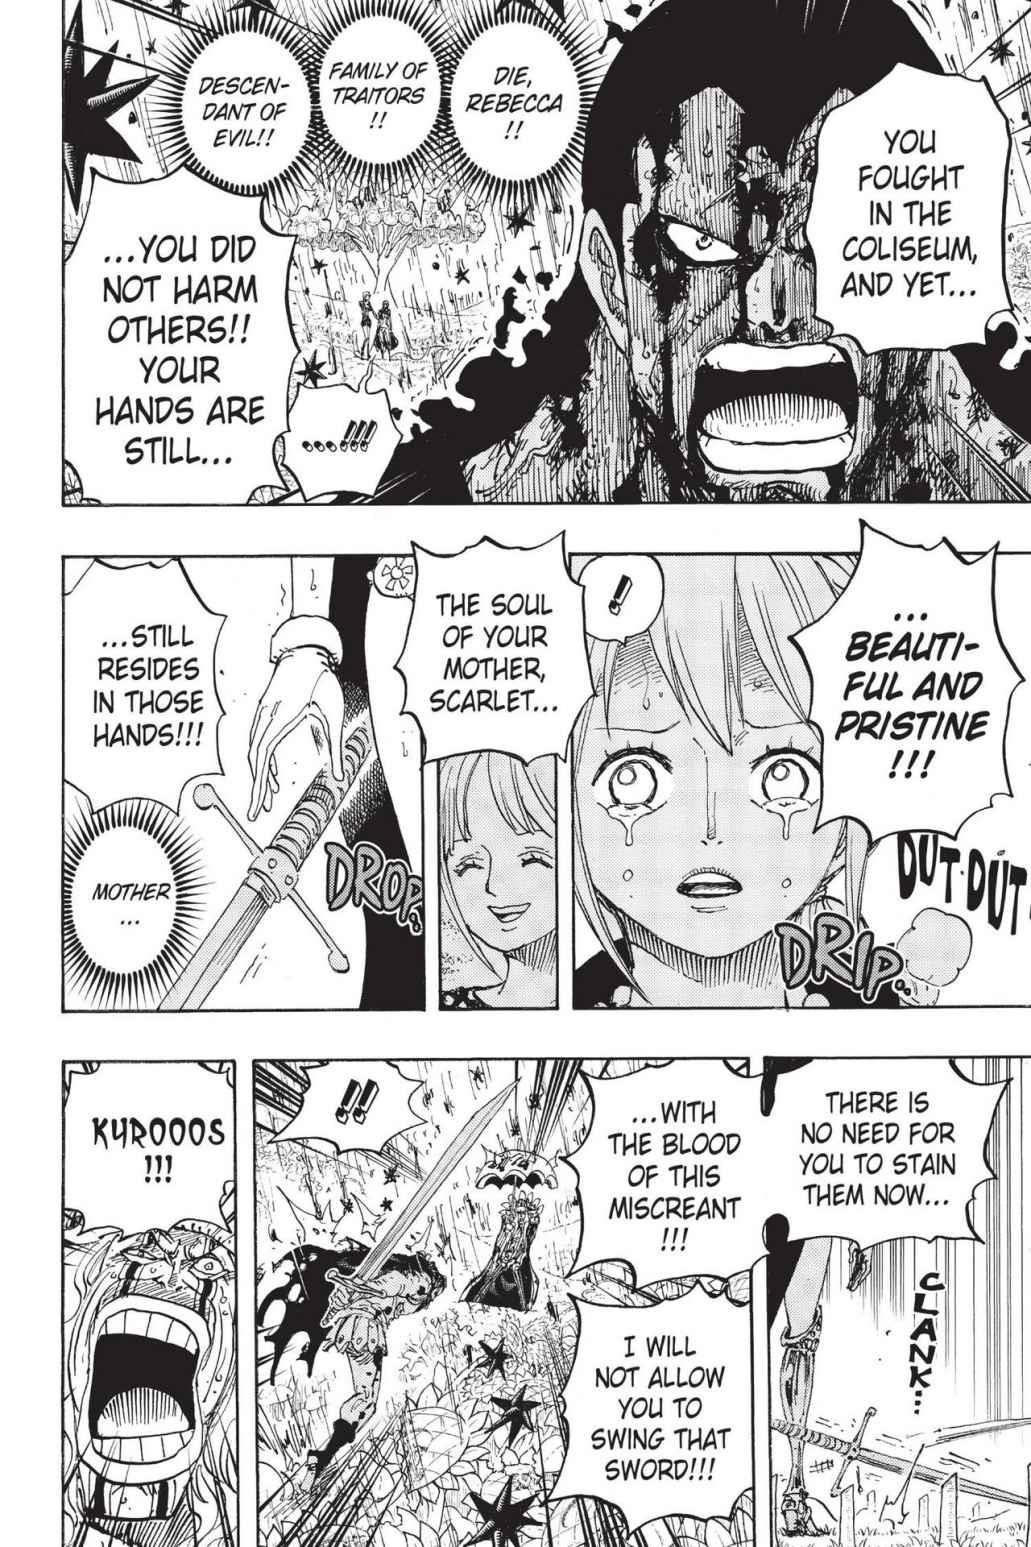 YOU
FOUGHT
IN THE
COLISEUM,
AND YET...
DIE,
REBECCA
!!
FAMILY OF
TRAITORS
!!
DESCEN-
DANT OF
EVIL!!
...YOU DID
NOT HARM
OTHERS!!
YOUR
HANDS ARE
STILL...
...!!!
...
BEAUTI-
FUL AND
PRISTINE
!!!
!!
DUT DUT
DRIP...
THE SOUL
OF YOUR
MOTHER,
SCARLET...
...STILL
RESIDES
IN THOSE
HANDS!!!
DROP...
MOTHER
...
THERE IS
NO NEED FOR
YOU TO STAIN
THEM NOW...
CLANK...
...WITH
THE BLOOD
OF THIS
MISCREANT
!!!
I WILL
NOT ALLOW
YOU TO
SWING THAT
SWORD!!!
!!
KYROOOS
!!!